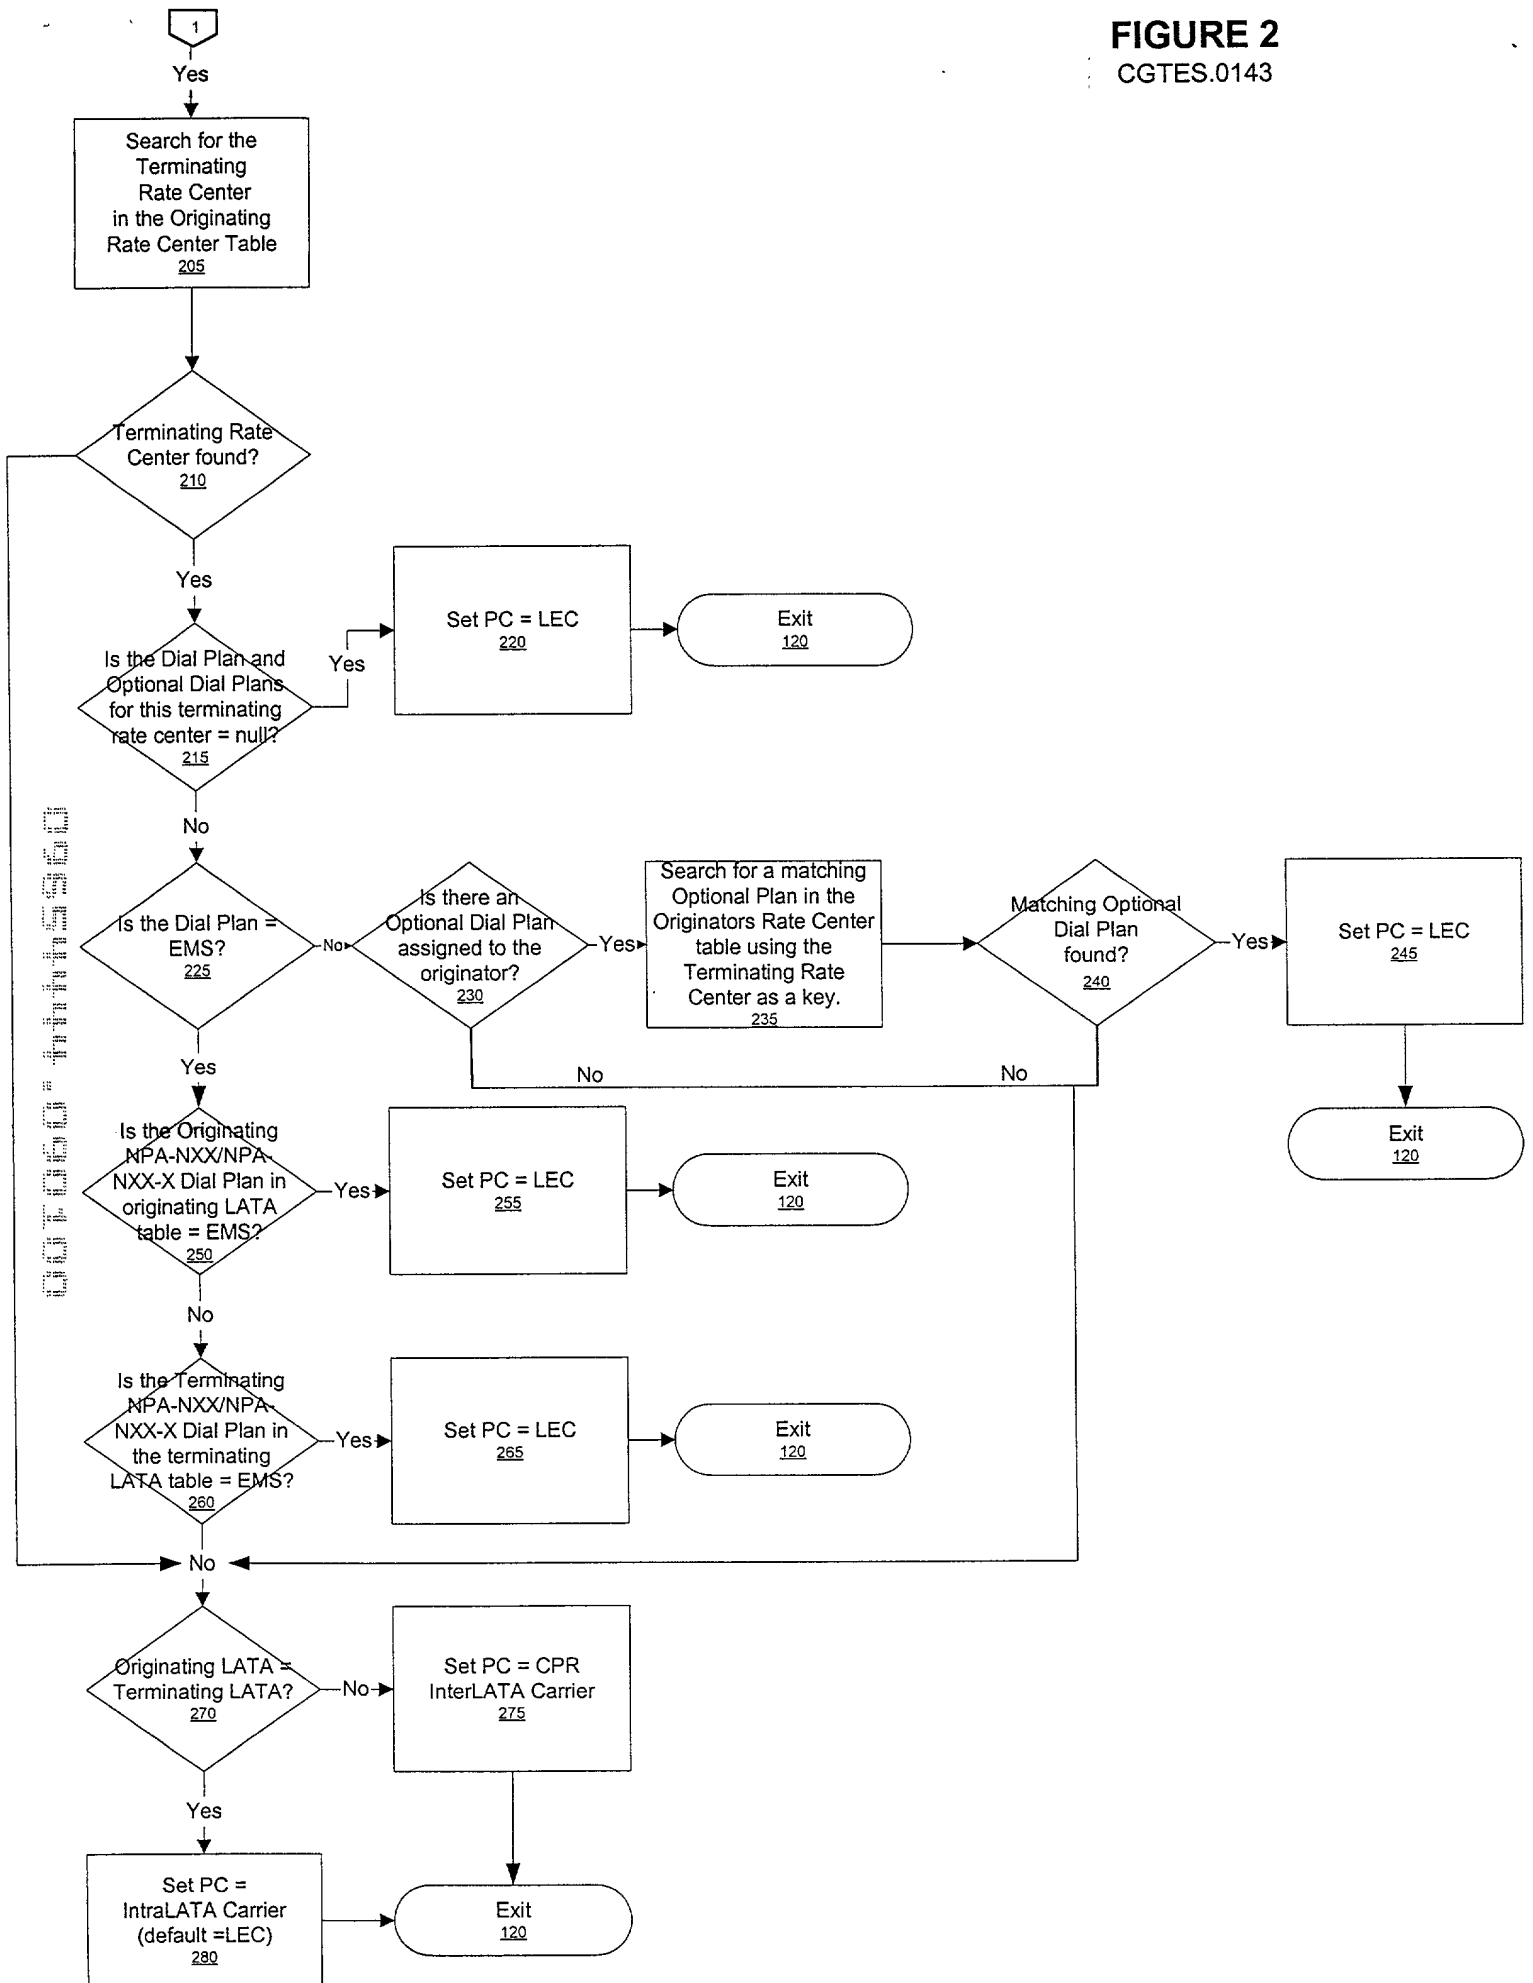 FIGURE 2
CGTES.0143
1
Yes
Search for the
Terminating
Rate Center
in the Originating
Rate Center Table
205
Terminating Rate
Center found?
210
Yes
Is the Dial Plan and
Optional Dial Plans
for this terminating
rate center = null?
215
Yes
Set PC = LEC
220
Exit
120
No
Is the Dial Plan =
EMS?
225
No
Is there an
Optional Dial Plan
assigned to the
originator?
230
Yes
Search for a matching
Optional Plan in the
Originators Rate Center
table using the
Terminating Rate
Center as a key.
235
Matching Optional
Dial Plan
found?
240
Yes
Set PC = LEC
245
Exit
120
No
No
Yes
Is the Originating
NPA-NXX/NPA-
NXX-X Dial Plan in
originating LATA
table = EMS?
250
Yes
Set PC = LEC
255
Exit
120
No
Is the Terminating
NPA-NXX/NPA-
NXX-X Dial Plan in
the terminating
LATA table = EMS?
260
Yes
Set PC = LEC
265
Exit
120
No
Originating LATA =
Terminating LATA?
270
No
Set PC = CPR
InterLATA Carrier
275
Yes
Set PC =
IntraLATA Carrier
(default =LEC)
280
Exit
120